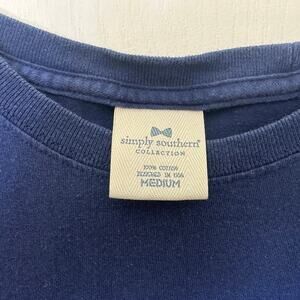 simply southern®
COLLECTION
100% COTTON
DESIGNED IN USA
MEDIUM